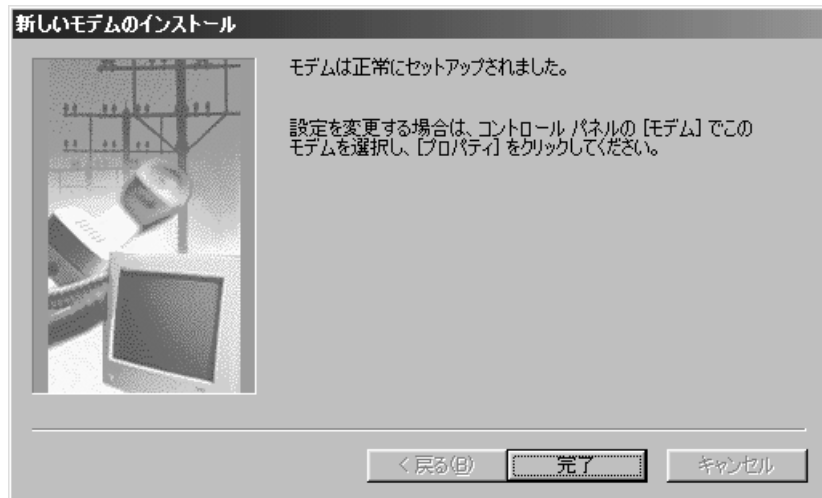 新しいモデムのインストール
モデムは正常にセットアップされました。
設定を変更する場合は、コントロール パネルの [モデム] でこの
モデムを選択し、[プロパティ] をクリックしてください。
< 戻る(B)
完了
キャンセル